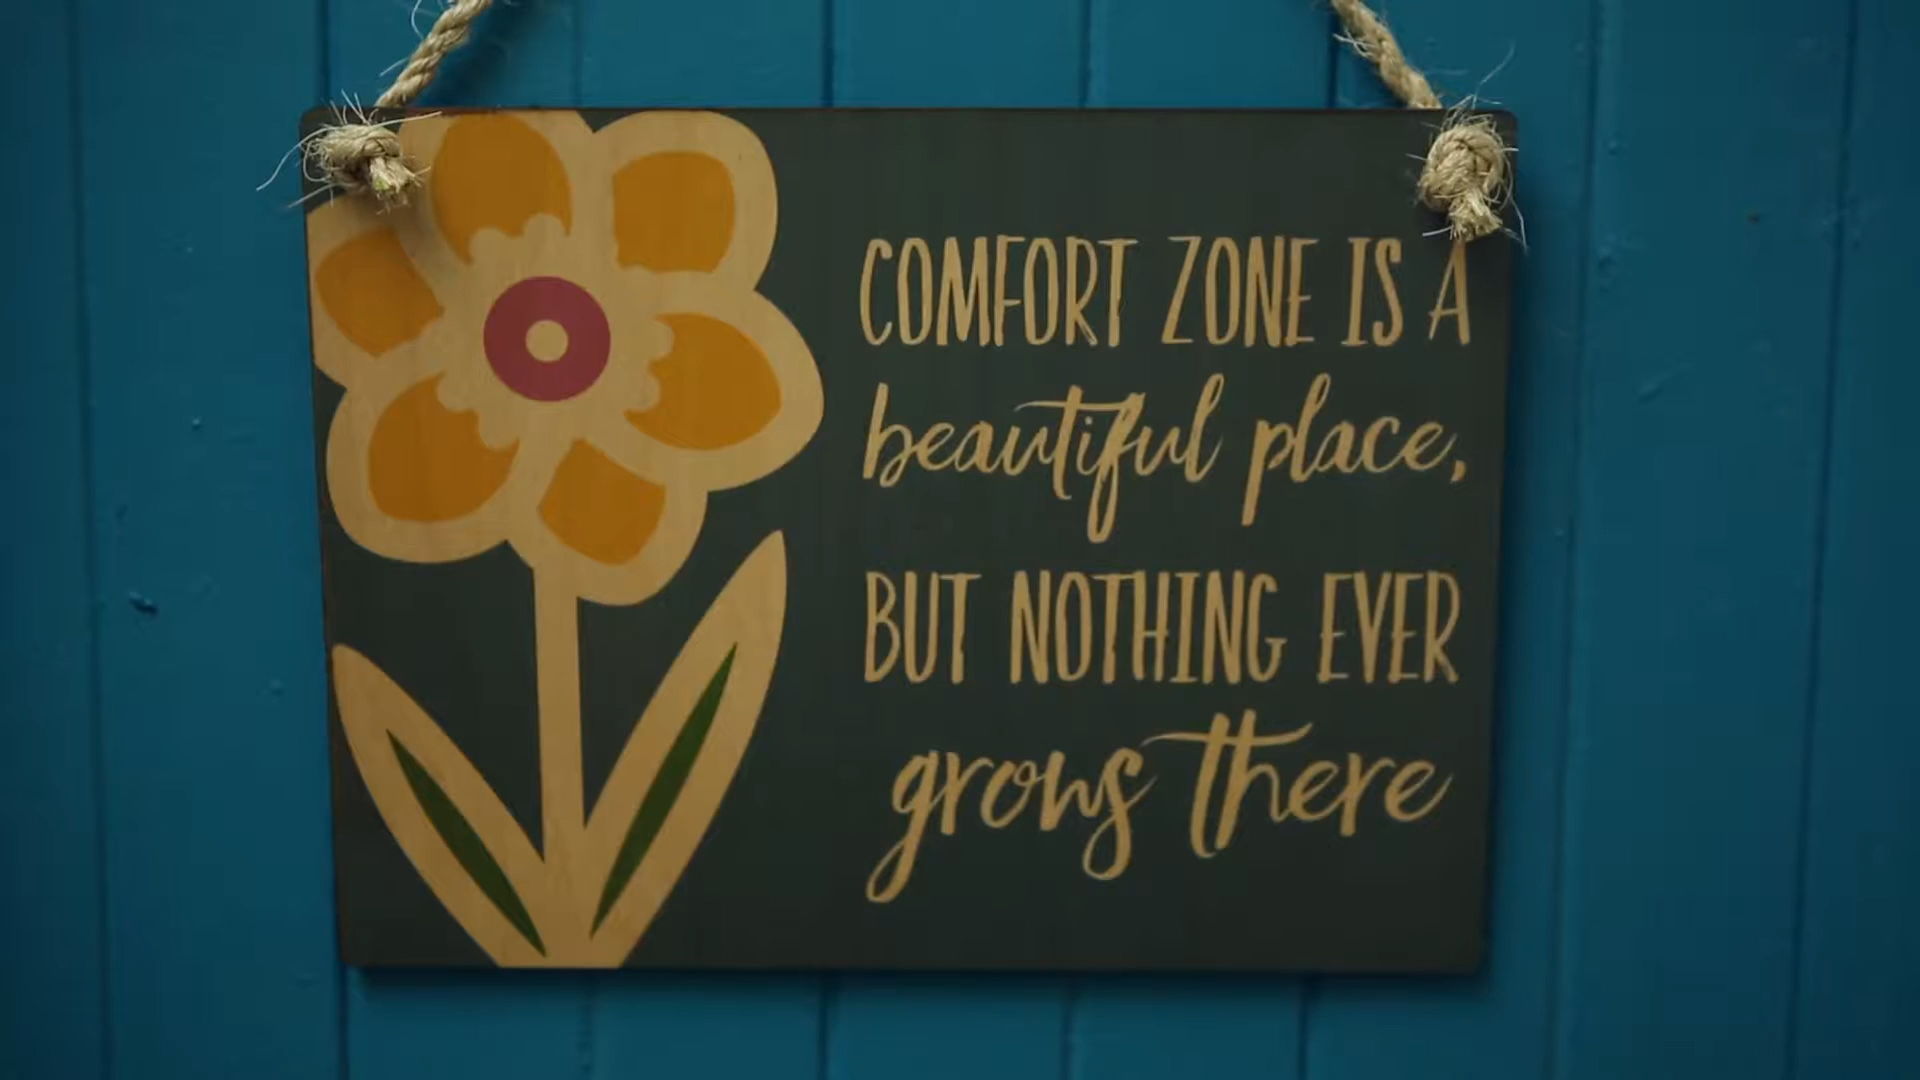 COMFORT ZONE IS A
beautiful place,
BUT NOTHING EVER
grows there